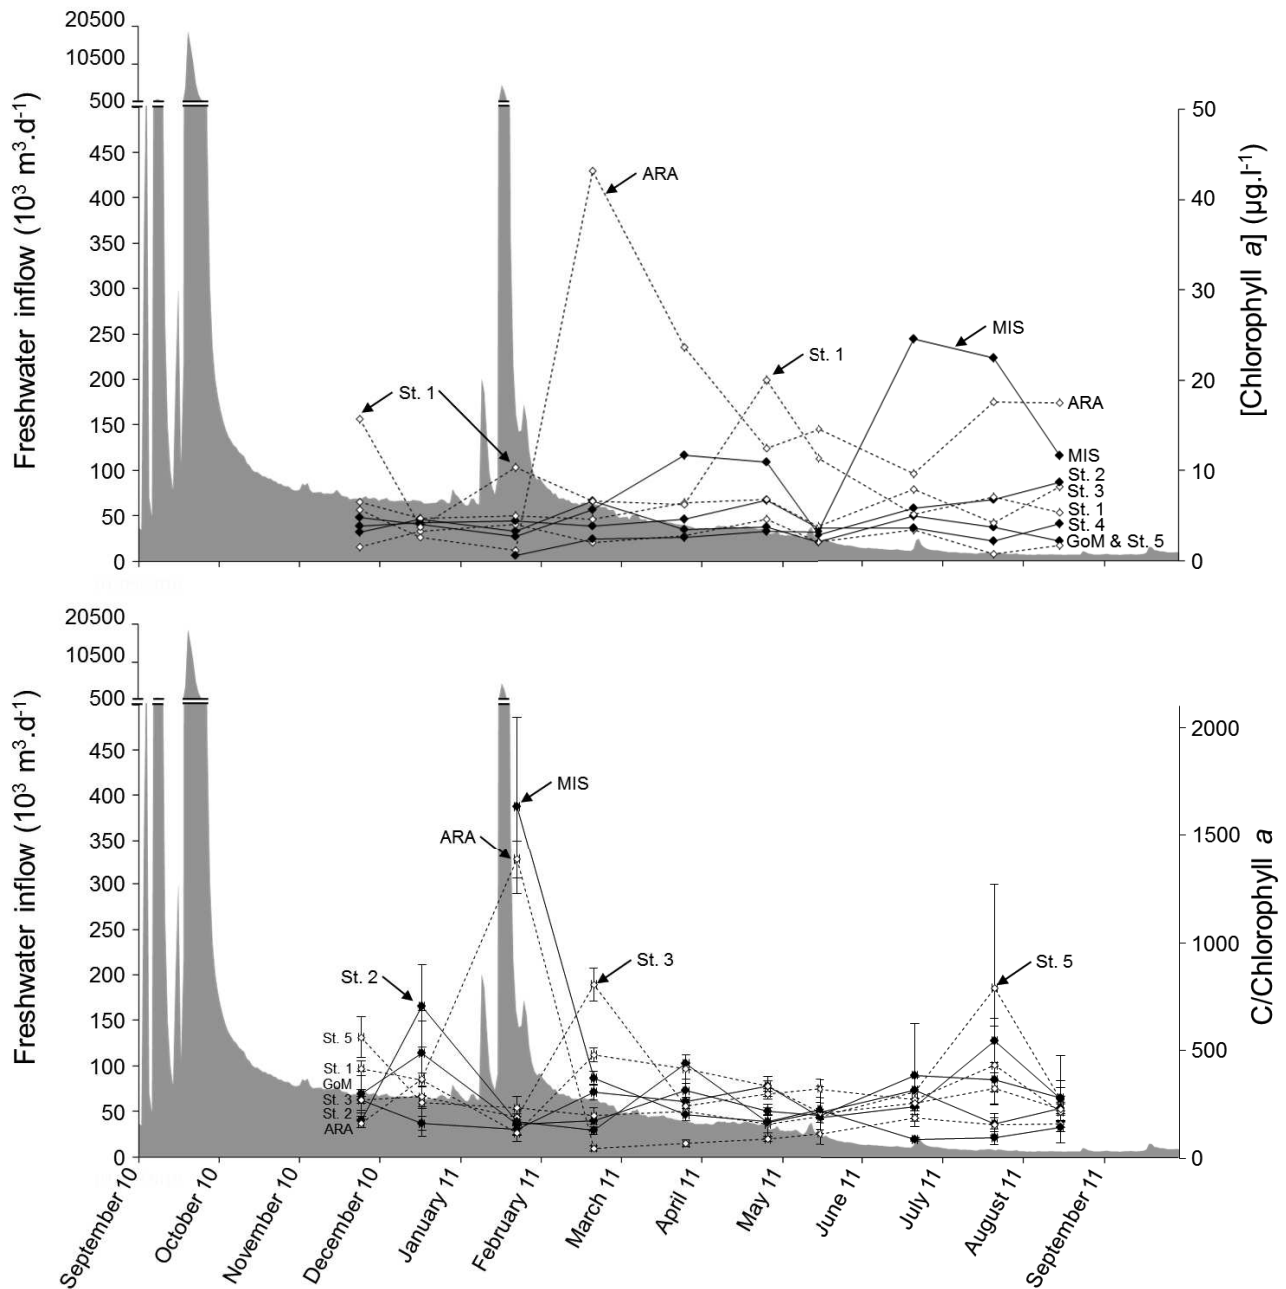 20500
10500
500
450
400
350
300
250
200
150
100
50
0
Freshwater inflow (10³ m³.d⁻¹)
50
40
30
20
10
0
[Chlorophyll a] (µg.l⁻¹)
ARA
St. 1
St. 1
MIS
ARA
MIS
St. 2
St. 3
St. 1
St. 4
GoM & St. 5
20500
10500
500
450
400
350
300
250
200
150
100
50
0
Freshwater inflow (10³ m³.d⁻¹)
2000
1500
1000
500
0
C/Chlorophyll a
MIS
ARA
St. 2
St. 3
St. 5
St. 5
St. 1
GoM
St. 3
St. 2
ARA
September 10
October 10
November 10
December 10
January 11
February 11
March 11
April 11
May 11
June 11
July 11
August 11
September 11